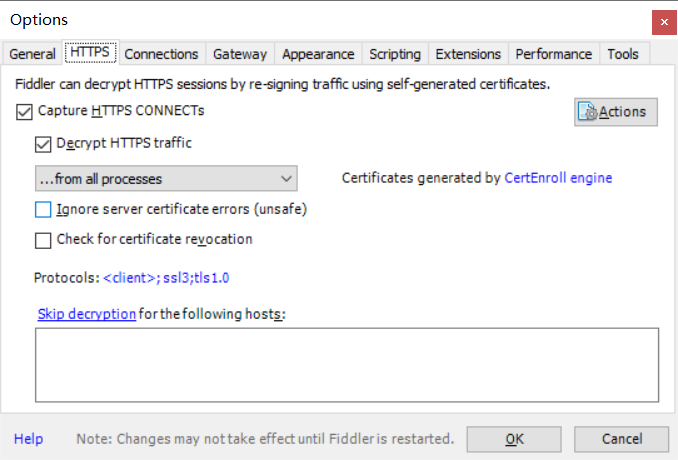 Options
General HTTPS Connections Gateway Appearance Scripting Extensions Performance Tools
Fiddler can decrypt HTTPS sessions by re-signing traffic using self-generated certificates.
Capture HTTPS CONNECTs
Actions
Decrypt HTTPS traffic
...from all processes
Certificates generated by CertEnroll engine
Ignore server certificate errors (unsafe)
Check for certificate revocation
Protocols: <client>; ssl3;tls1.0
Skip decryption for the following hosts:
Help
Note: Changes may not take effect until Fiddler is restarted.
OK
Cancel